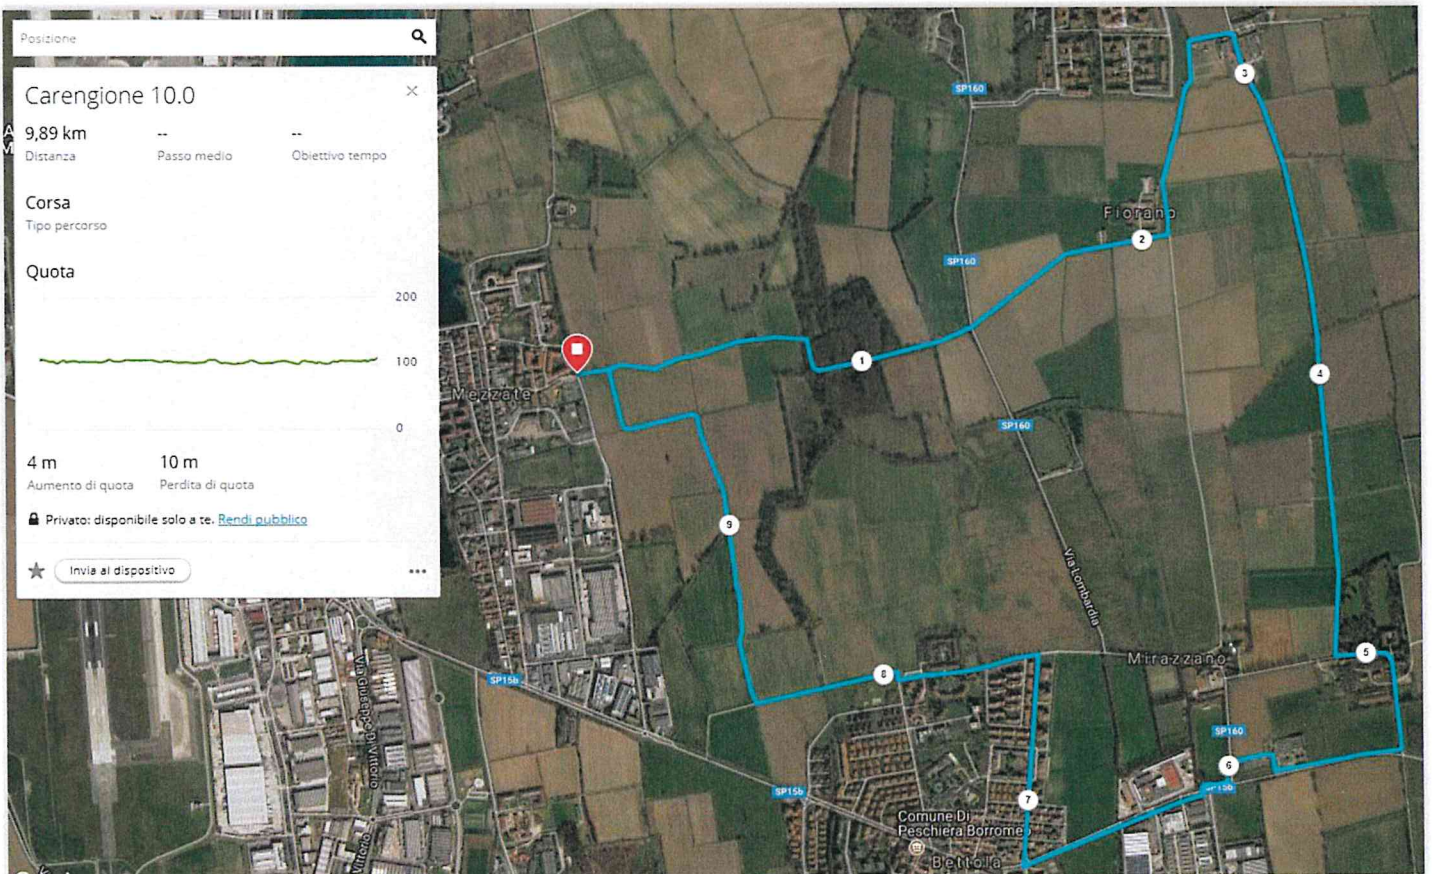 Posizione
Carengione 10.0
9,89 km
--
--
Distanza
Passo medio
Obiettivo tempo
Corsa
Tipo percorso
Quota
200
100
0
4 m
10 m
Aumento di quota
Perdita di quota
Privato: disponibile solo a te. Rendi pubblico
Invia al dispositivo
SP160
3
Fiorano
2
SP160
1
4
Mezzate
SP160
9
Via Lombardia
5
Mirazzano
8
SP15b
Via Giuseppe Di Vittorio
SP160
6
SP15b
SP15b
7
Comune Di
Peschiera Borromeo
Bettola
Vittorio